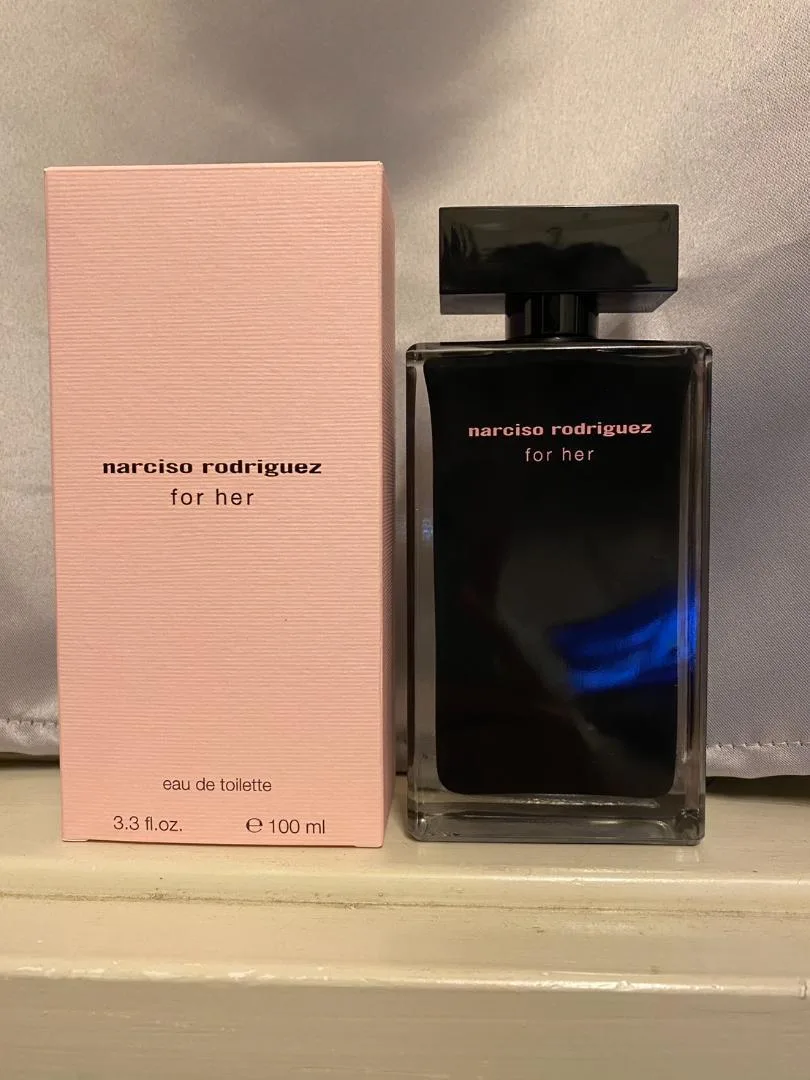 narciso rodriguez
for her
eau de toilette
3.3 fl.oz. ℮ 100 ml
narciso rodriguez
for her